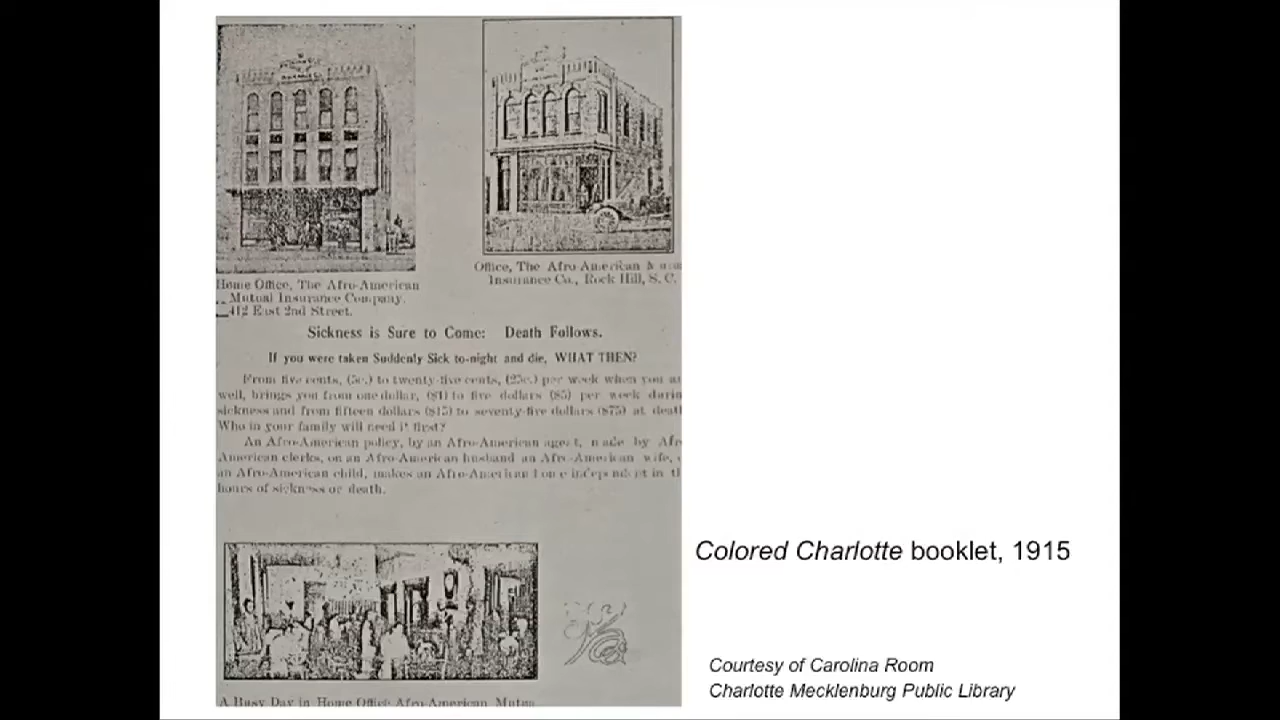 Home Office, The Afro-American
Mutual Insurance Company.
412 East 2nd Street.
Office, The Afro-American
Insurance Co., Rock Hill, S. C.
Sickness is Sure to Come: Death Follows.
If you were taken Suddenly Sick to-night and die, WHAT THEN?
From five cents, (5c.) to twenty-five cents, (25c.) per week when you
well, brings you from one dollar, ($1) to five dollars ($5) per week
sickness and from fifteen dollars ($15) to seventy-five dollars ($75) at
Who in your family will need it first?
An Afro-American policy, by an Afro-American agent, made by
American clerks, on an Afro-American husband an Afro-American wife,
an Afro-American child, makes an Afro-American home independent in
hours of sickness or death.
A Busy Day in Home Office Afro-American
Colored Charlotte booklet, 1915
Courtesy of Carolina Room
Charlotte Mecklenburg Public Library